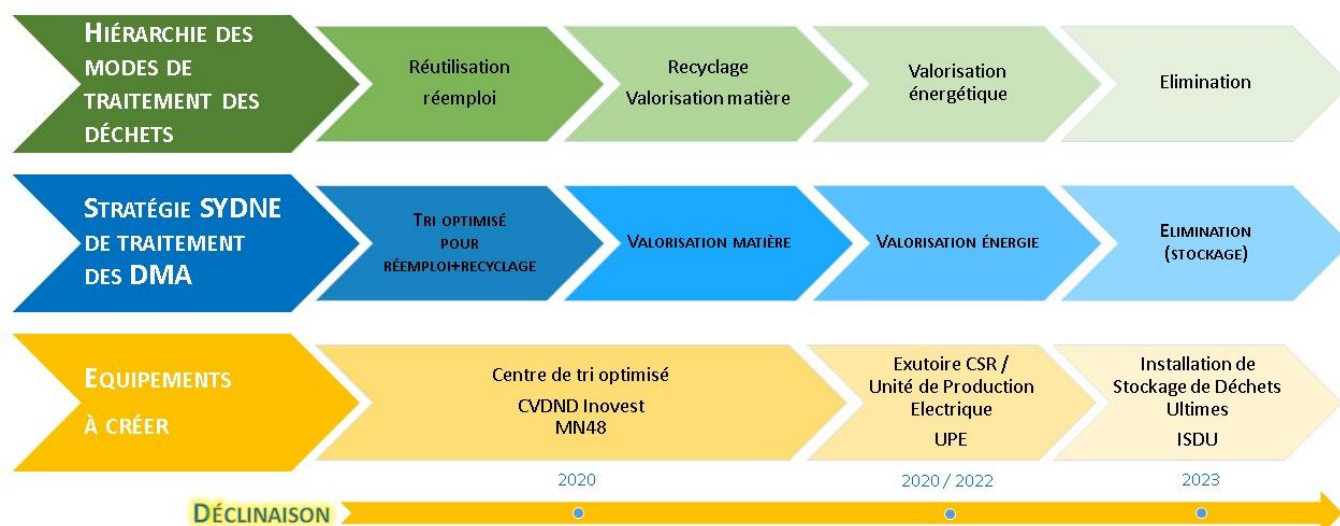 HIÉRARCHIE DES
MODES DE
TRAITEMENT DES
DÉCHETS
Réutilisation
réemploi
Recyclage
Valorisation matière
Valorisation
énergétique
Elimination
STRATÉGIE SYDNE
DE TRAITEMENT
DES DMA
TRI OPTIMISÉ
POUR
RÉEMPLOI+RECYCLAGE
VALORISATION MATIÈRE
VALORISATION ÉNERGIE
ELIMINATION
(STOCKAGE)
EQUIPEMENTS
À CRÉER
Centre de tri optimisé
CVDND Inovest
MN48
Exutoire CSR /
Unité de Production
Electrique
UPE
Installation de
Stockage de Déchets
Ultimes
ISDU
2020
2020 / 2022
2023
DÉCLINAISON